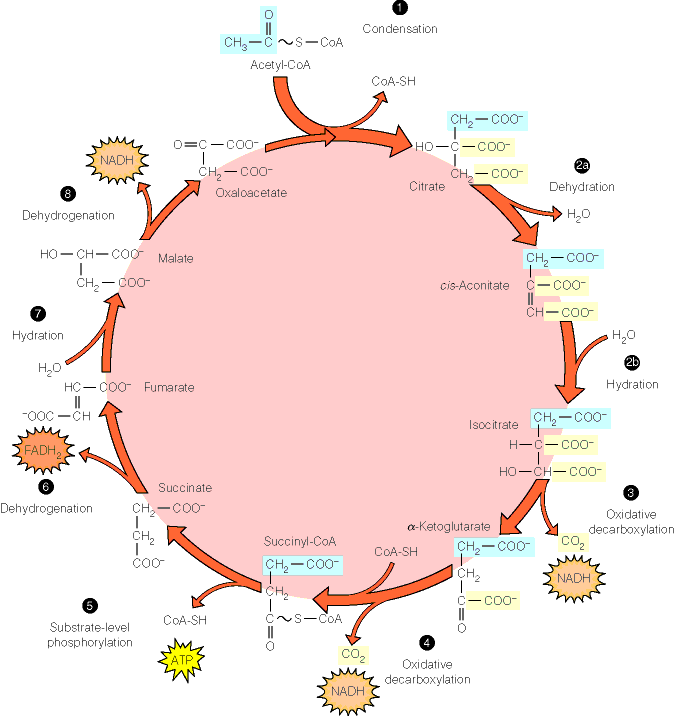 1
Condensation
O
CH₃ C ~ S — CoA
Acetyl-CoA
CoA-SH
CH₂ — COO⁻
HO — C — COO⁻
CH₂ — COO⁻
Citrate
2a
Dehydration
H₂O
CH₂ — COO⁻
C — COO⁻
CH — COO⁻
cis-Aconitate
H₂O
2b
Hydration
CH₂ — COO⁻
H — C — COO⁻
HO — CH — COO⁻
Isocitrate
3
Oxidative
decarboxylation
CO₂
NADH
α-Ketoglutarate
CH₂ — COO⁻
CH₂
C — COO⁻
O
CoA-SH
4
Oxidative
decarboxylation
CO₂
NADH
Succinyl-CoA
CH₂ — COO⁻
CH₂
C ~ S — CoA
O
5
Substrate-level
phosphorylation
CoA-SH
ATP
Succinate
CH₂ — COO⁻
CH₂
COO⁻
6
Dehydrogenation
FADH₂
Fumarate
HC — COO⁻
⁻OOC — CH
7
Hydration
H₂O
Malate
HO — CH — COO⁻
CH₂ — COO⁻
8
Dehydrogenation
NADH
O = C — COO⁻
CH₂ — COO⁻
Oxaloacetate